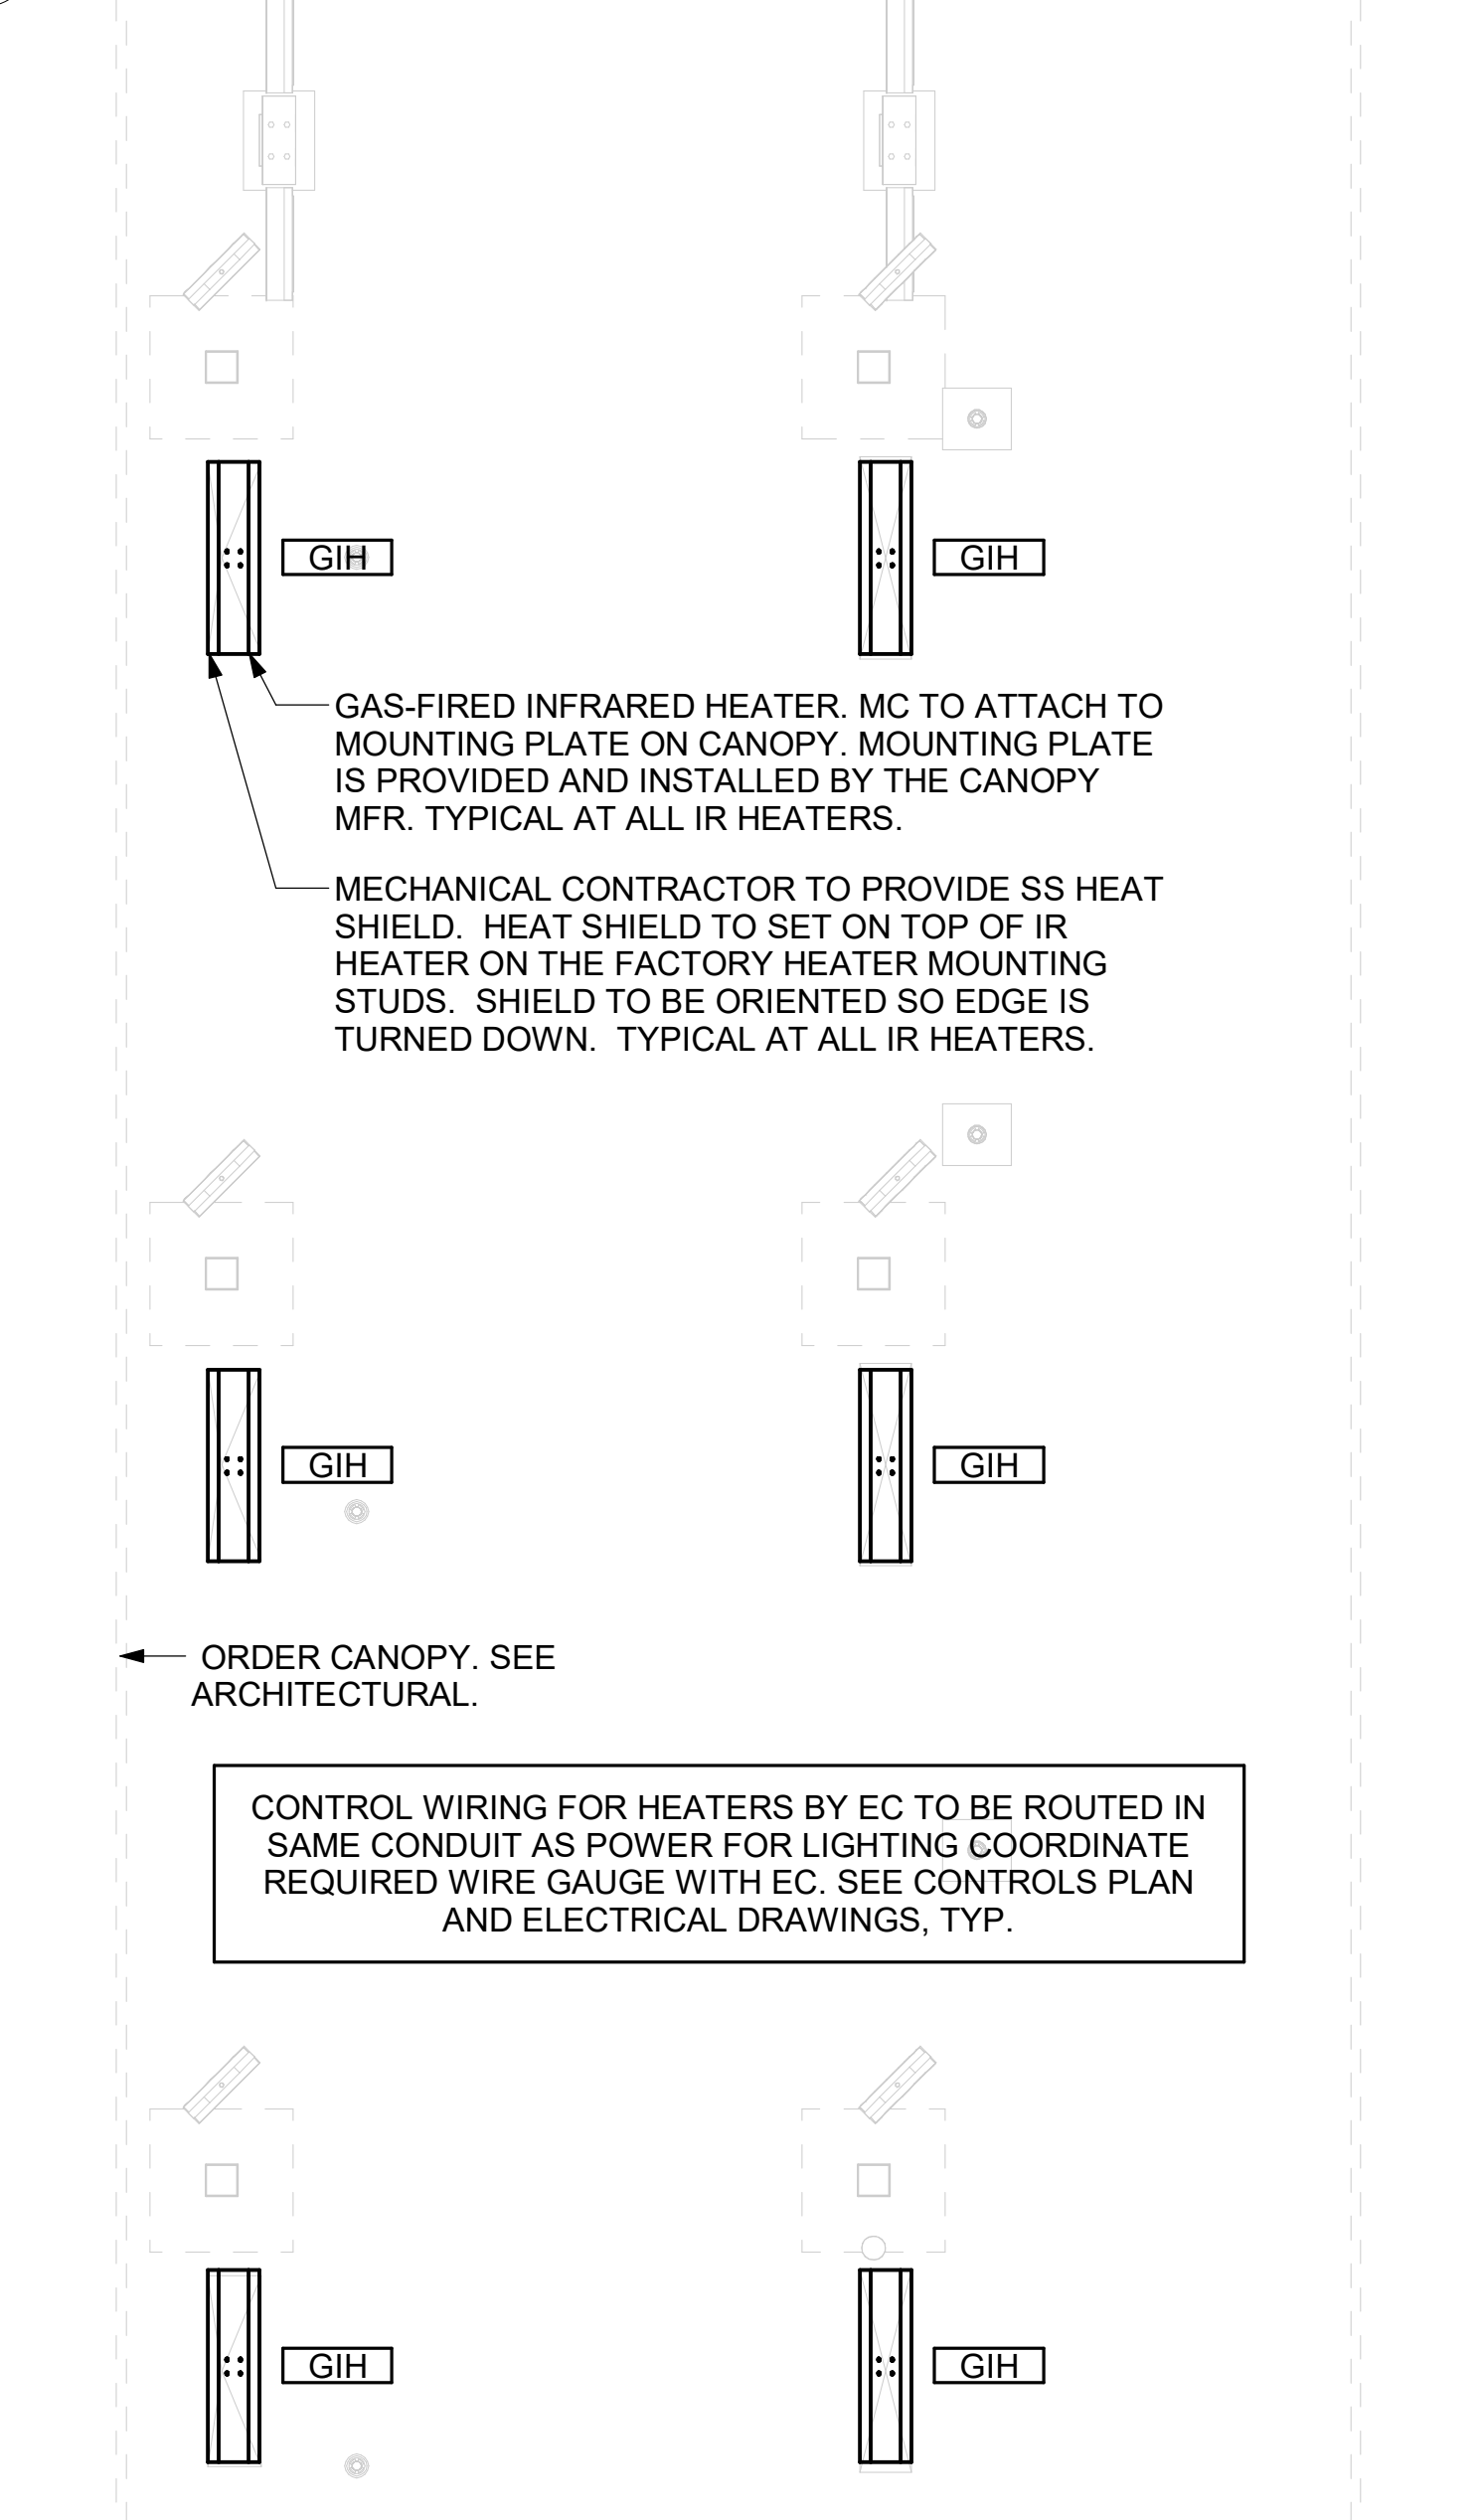 GIH
GIH
GAS-FIRED INFRARED HEATER. MC TO ATTACH TO
MOUNTING PLATE ON CANOPY. MOUNTING PLATE
IS PROVIDED AND INSTALLED BY THE CANOPY
MFR. TYPICAL AT ALL IR HEATERS.
MECHANICAL CONTRACTOR TO PROVIDE SS HEAT
SHIELD.  HEAT SHIELD TO SET ON TOP OF IR
HEATER ON THE FACTORY HEATER MOUNTING
STUDS.  SHIELD TO BE ORIENTED SO EDGE IS
TURNED DOWN.  TYPICAL AT ALL IR HEATERS.
GIH
GIH
ORDER CANOPY. SEE
ARCHITECTURAL.
CONTROL WIRING FOR HEATERS BY EC TO BE ROUTED IN
SAME CONDUIT AS POWER FOR LIGHTING COORDINATE
REQUIRED WIRE GAUGE WITH EC. SEE CONTROLS PLAN
AND ELECTRICAL DRAWINGS, TYP.
GIH
GIH